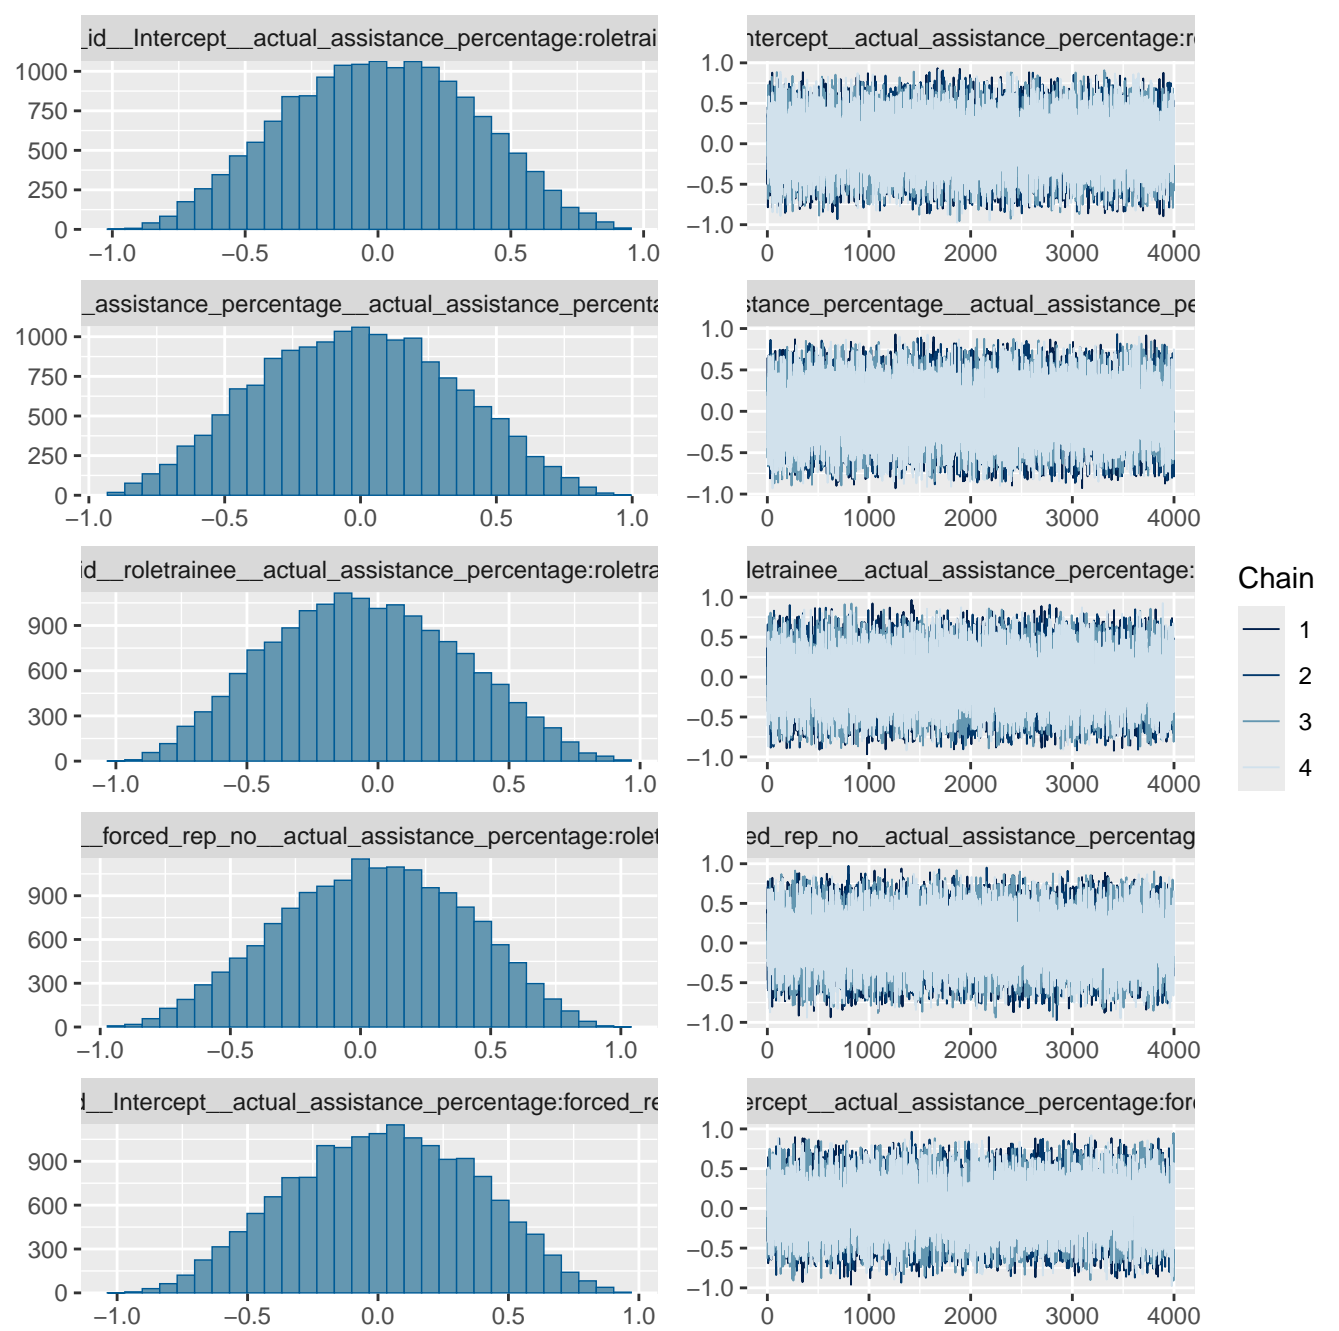 _id__Intercept__actual_assistance_percentage:roletrai
ntercept__actual_assistance_percentage:r
1000
750
500
250
0
−1.0 −0.5 0.0 0.5 1.0
1.0
0.5
0.0
−0.5
−1.0
0 1000 2000 3000 4000
_assistance_percentage__actual_assistance_percenta
stance_percentage__actual_assistance_pe
1000
750
500
250
0
−1.0 −0.5 0.0 0.5 1.0
1.0
0.5
0.0
−0.5
−1.0
0 1000 2000 3000 4000
id__roletrainee__actual_assistance_percentage:roletra
letrainee__actual_assistance_percentage:
900
600
300
0
−1.0 −0.5 0.0 0.5 1.0
1.0
0.5
0.0
−0.5
−1.0
0 1000 2000 3000 4000
__forced_rep_no__actual_assistance_percentage:rolet
ed_rep_no__actual_assistance_percentag
900
600
300
0
−1.0 −0.5 0.0 0.5 1.0
1.0
0.5
0.0
−0.5
−1.0
0 1000 2000 3000 4000
d__Intercept__actual_assistance_percentage:forced_re
ercept__actual_assistance_percentage:for
900
600
300
0
−1.0 −0.5 0.0 0.5 1.0
1.0
0.5
0.0
−0.5
−1.0
0 1000 2000 3000 4000
Chain
1
2
3
4